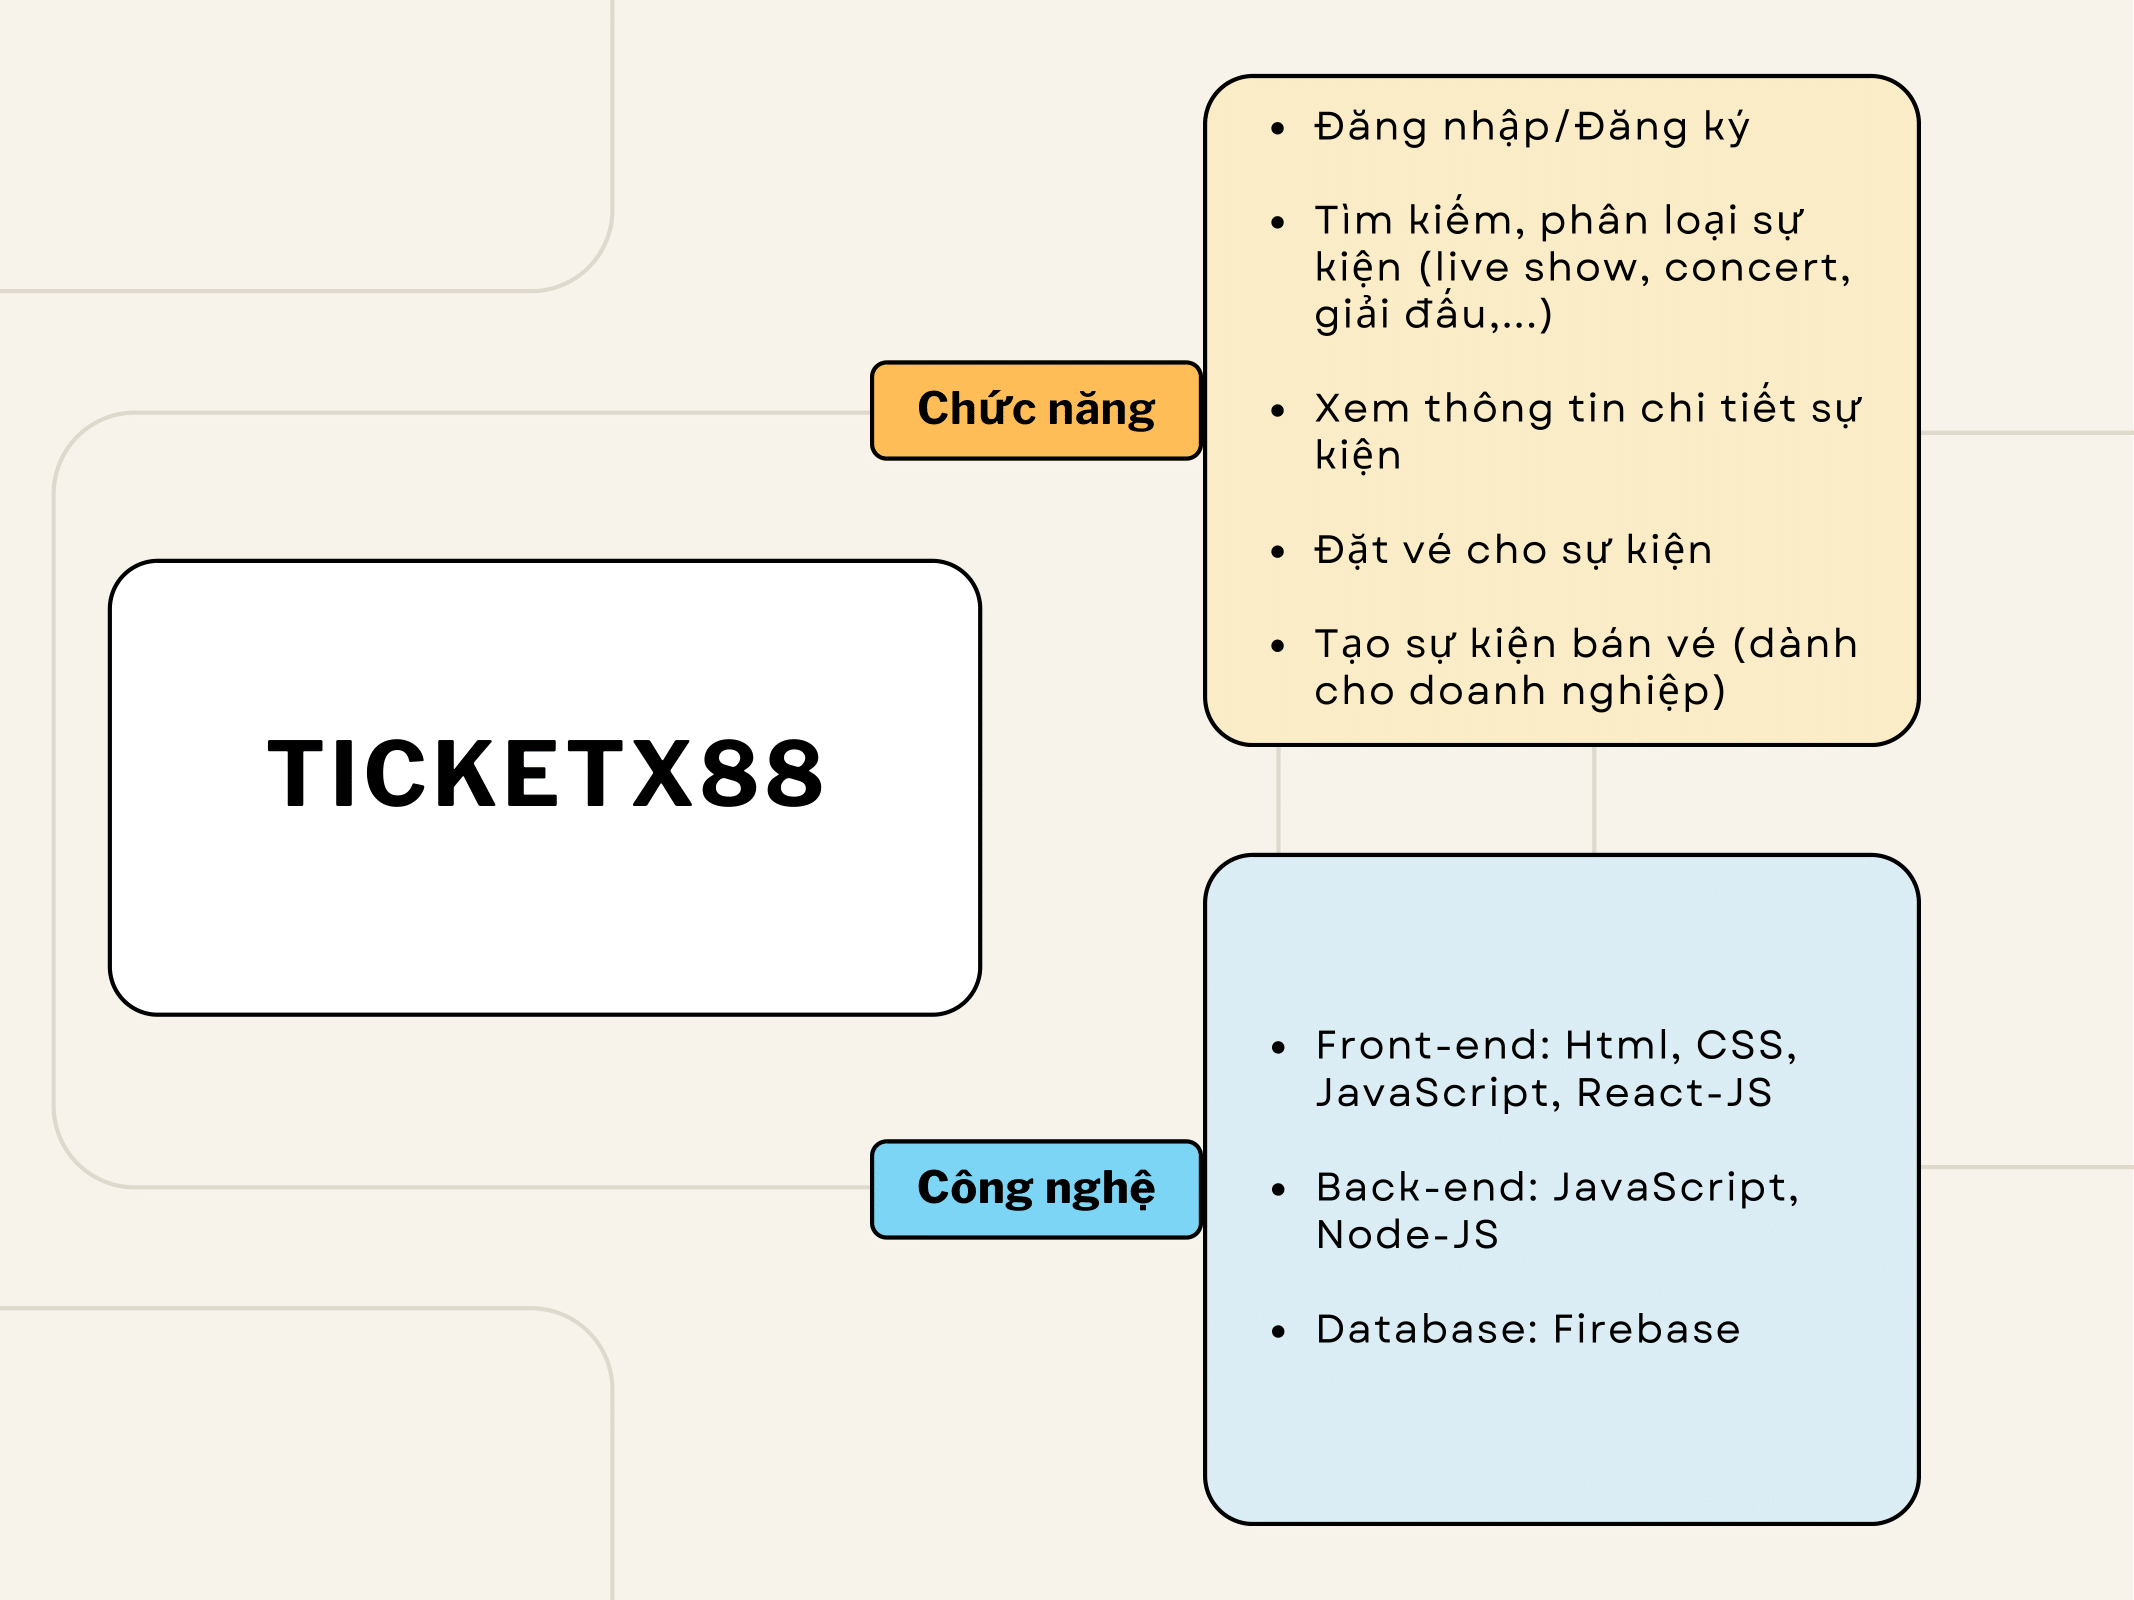 TICKETX88
Chức năng
• Đăng nhập/Đăng ký
• Tìm kiếm, phân loại sự
kiện (live show, concert,
giải đấu,...)
• Xem thông tin chi tiết sự
kiện
• Đặt vé cho sự kiện
• Tạo sự kiện bán vé (dành
cho doanh nghiệp)
Công nghệ
• Front-end: Html, CSS,
JavaScript, React-JS
• Back-end: JavaScript,
Node-JS
• Database: Firebase